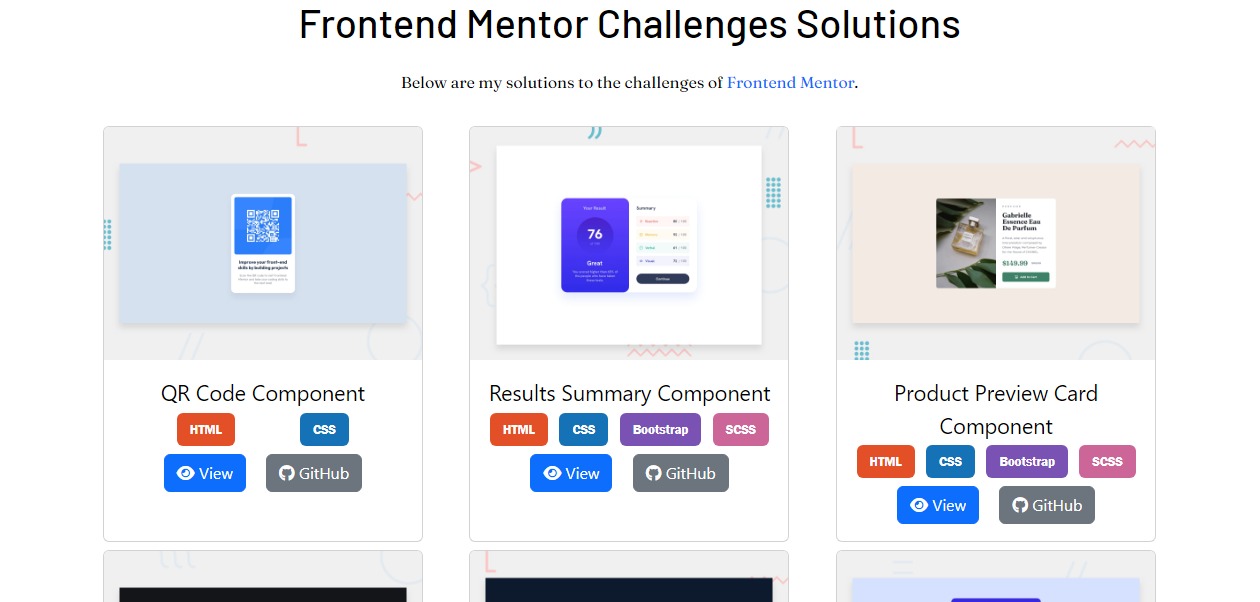 Frontend Mentor Challenges Solutions
Below are my solutions to the challenges of Frontend Mentor.
Improve your front-end
skills by building projects
QR Code Component
HTML CSS
View GitHub
Your Result
76
Great
Summary
Continue
Results Summary Component
HTML CSS Bootstrap SCSS
View GitHub
Gabrielle
Essence Eau
De Parfum
$149.99
Add to Cart
Product Preview Card
Component
HTML CSS Bootstrap SCSS
View GitHub